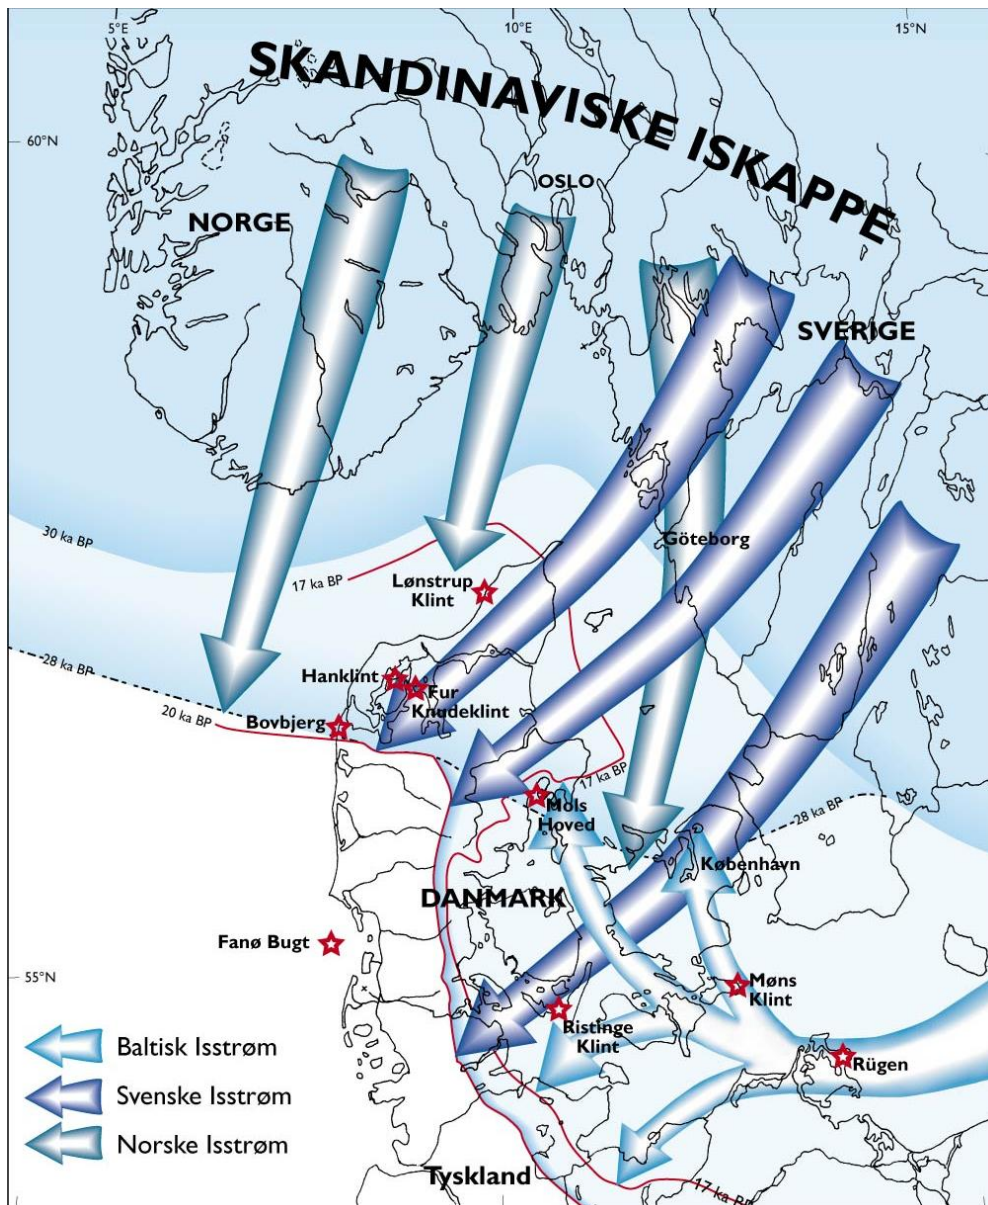 5°E
10°E
15°N
SKANDINAVISKE ISKAPPE
60°N
OSLO
NORGE
SVERIGE
Göteborg
30 ka BP
17 ka BP
Lønstrup
Klint
28 ka BP
Hanklint
Fur
Knudeklint
20 ka BP
Bovbjerg
17 ka BP
Mols
Hoved
28 ka BP
København
DANMARK
Fanø Bugt
55°N
Møns
Klint
Ristinge
Klint
Rügen
Baltisk Isstrøm
Svenske Isstrøm
Norske Isstrøm
Tyskland
17 ka BP